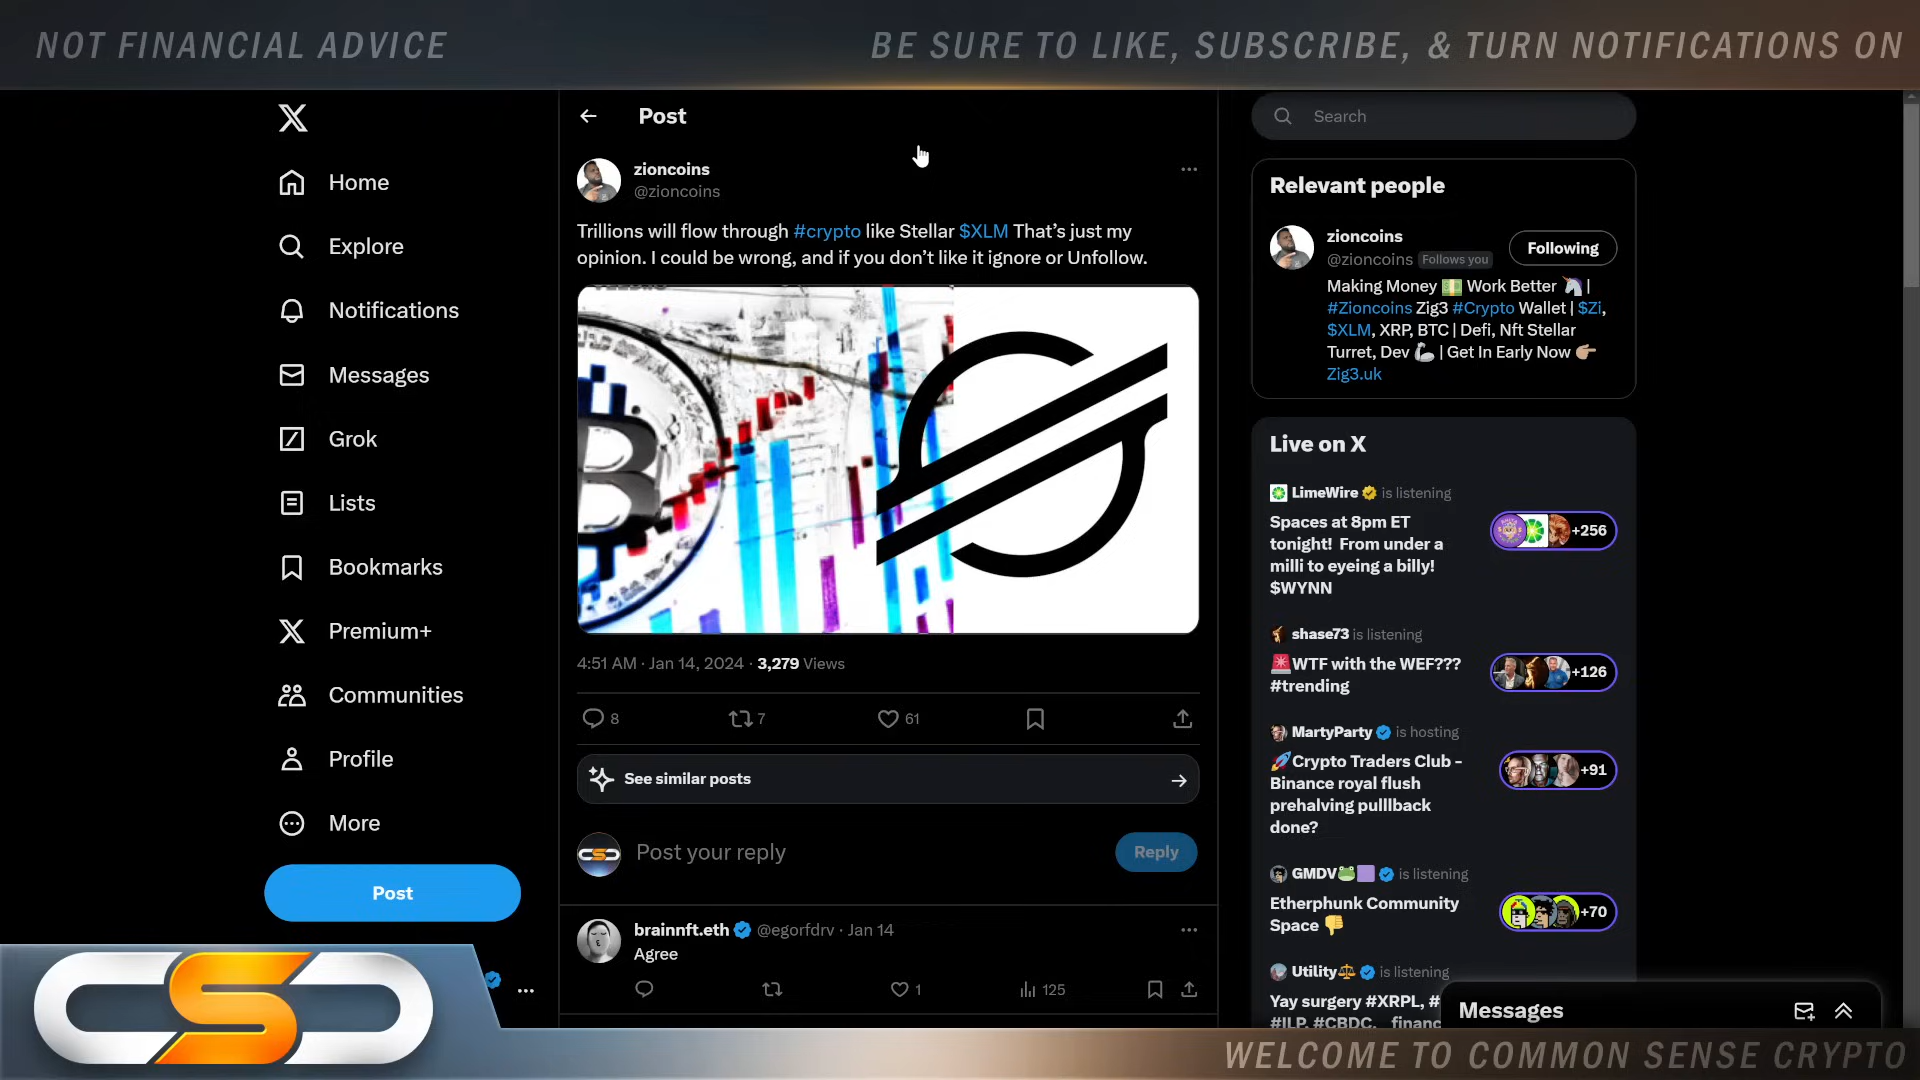 NOT FINANCIAL ADVICE
BE SURE TO LIKE, SUBSCRIBE, & TURN NOTIFICATIONS ON
Home
Explore
Notifications
Messages
Grok
Lists
Bookmarks
Premium+
Communities
Profile
More
Post
Post
zioncoins
@zioncoins
Trillions will flow through #crypto like Stellar $XLM That's just my
opinion. I could be wrong, and if you don't like it ignore or Unfollow.
4:51 AM · Jan 14, 2024 · 3,279 Views
8
7
61
See similar posts
Post your reply
Reply
brainnft.eth @egorfdrv · Jan 14
Agree
1
125
Search
Relevant people
zioncoins
@zioncoins Follows you
Following
Making Money 💵 Work Better 🦄 |
#Zioncoins Zig3 #Crypto Wallet | $Zi,
$XLM, XRP, BTC | Defi, Nft Stellar
Turret, Dev 💪🏼 | Get In Early Now 👉🏼
Zig3.uk
Live on X
LimeWire is listening
Spaces at 8pm ET
tonight! From under a
milli to eyeing a billy!
$WYNN
+256
shase73 is listening
🚨WTF with the WEF???
#trending
+126
MartyParty is hosting
🚀Crypto Traders Club -
Binance royal flush
prehalving pulllback
done?
+91
GMDV🐸🟪 is listening
Etherphunk Community
Space 👎
+70
Utility⚖️ is listening
Yay surgery #XRPL, #
#ILP, #CBDC, financ
Messages
CSC
WELCOME TO COMMON SENSE CRYPTO